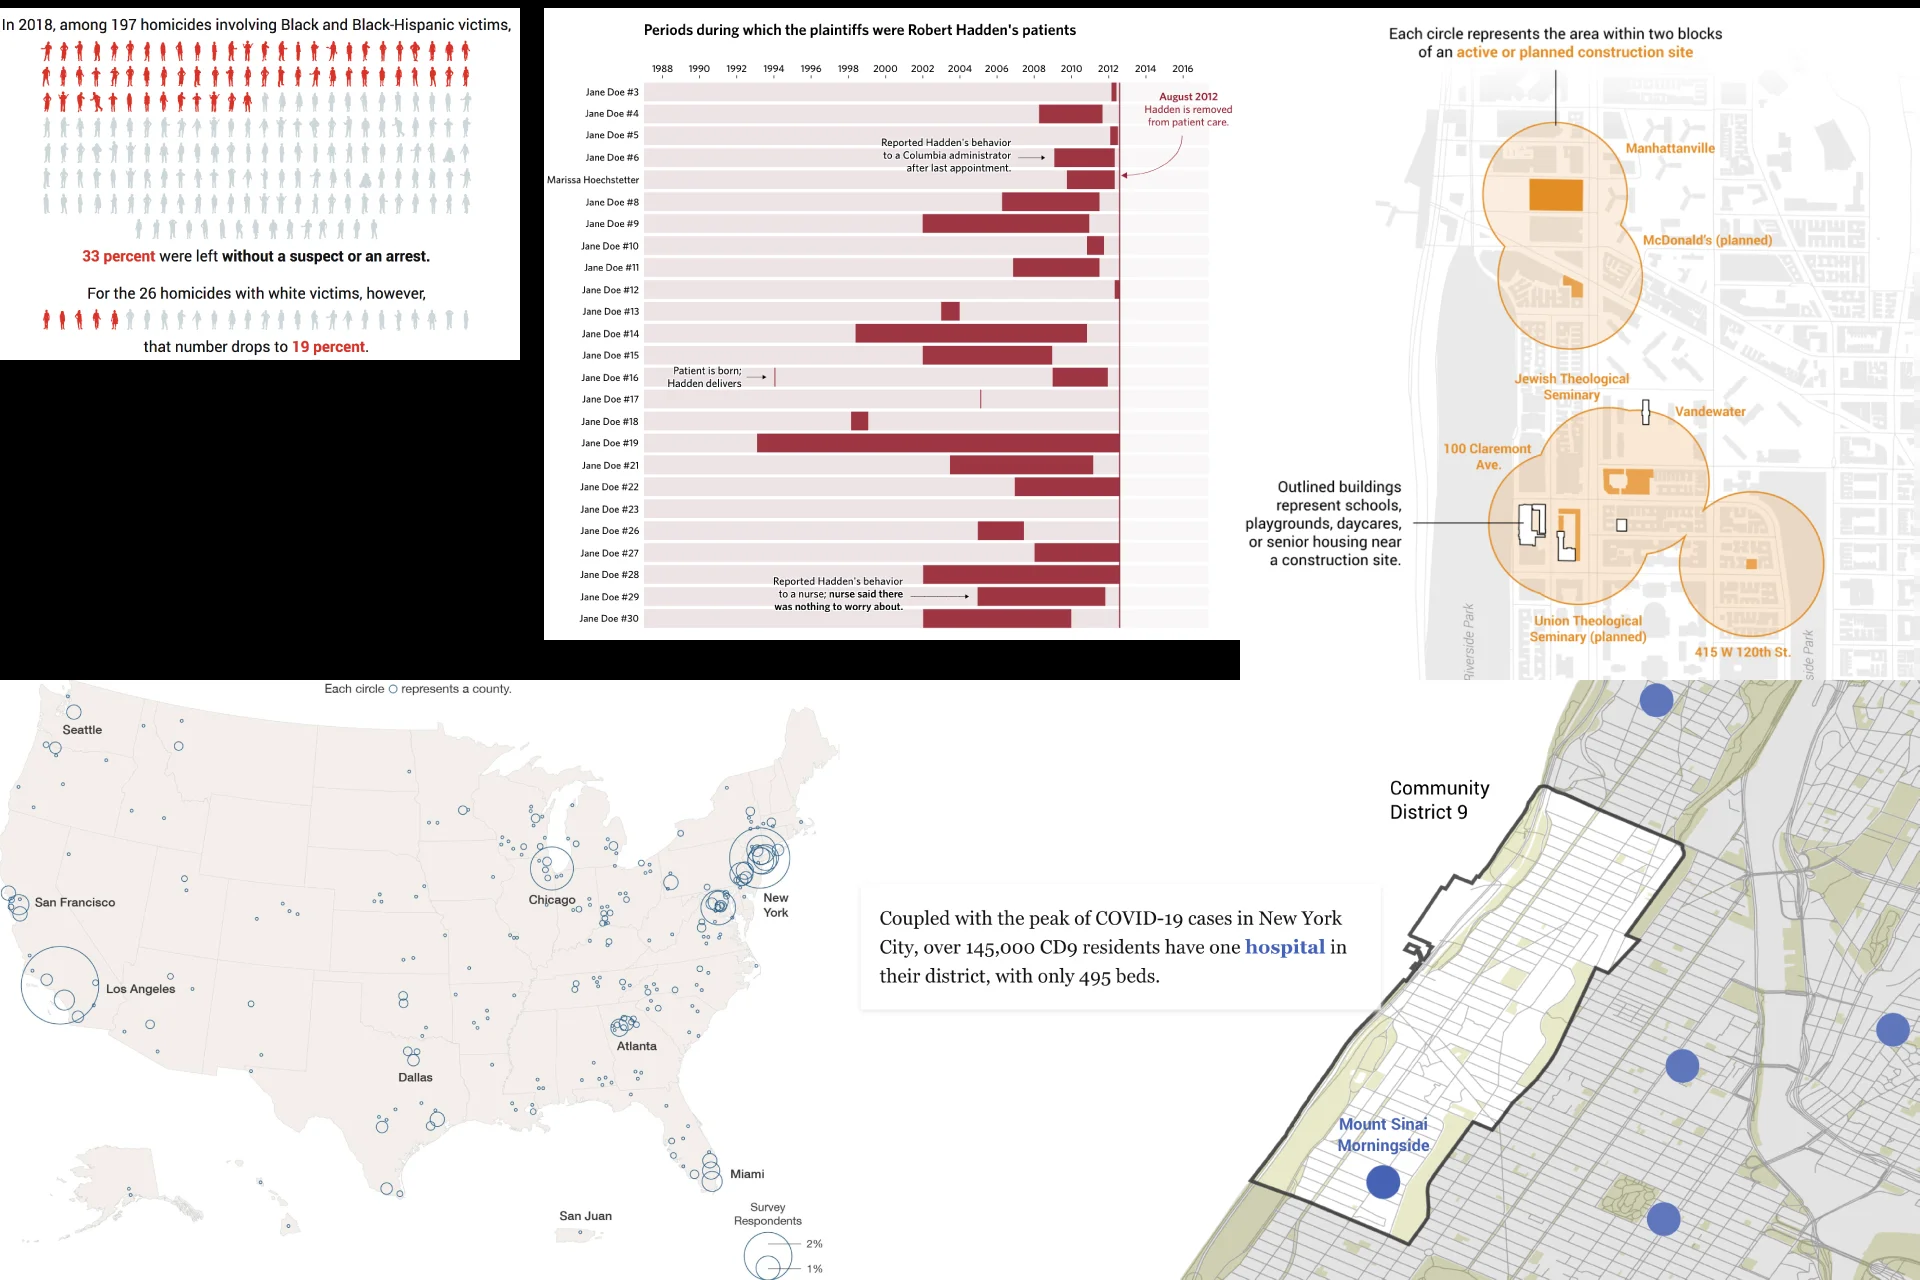 In 2018, among 197 homicides involving Black and Black-Hispanic victims,
33 percent were left without a suspect or an arrest.
For the 26 homicides with white victims, however,
that number drops to 19 percent.
Periods during which the plaintiffs were Robert Hadden's patients
1988 1990 1992 1994 1996 1998 2000 2002 2004 2006 2008 2010 2012 2014 2016
Jane Doe #3
Jane Doe #4
Jane Doe #5
Jane Doe #6
Marissa Hoechstetter
Jane Doe #8
Jane Doe #9
Jane Doe #10
Jane Doe #11
Jane Doe #12
Jane Doe #13
Jane Doe #14
Jane Doe #15
Jane Doe #16
Jane Doe #17
Jane Doe #18
Jane Doe #19
Jane Doe #21
Jane Doe #22
Jane Doe #23
Jane Doe #26
Jane Doe #27
Jane Doe #28
Jane Doe #29
Jane Doe #30
August 2012
Hadden is removed
from patient care.
Reported Hadden's behavior
to a Columbia administrator
after last appointment.
Patient is born;
Hadden delivers
Reported Hadden's behavior
to a nurse; nurse said there
was nothing to worry about.
Each circle represents the area within two blocks
of an active or planned construction site
Manhattanville
McDonald's (planned)
Jewish Theological
Seminary
Vandewater
100 Claremont
Ave.
Outlined buildings
represent schools,
playgrounds, daycares,
or senior housing near
a construction site.
Union Theological
Seminary (planned)
415 W 120th St.
Riverside Park
side Park
Each circle represents a county.
Seattle
San Francisco
Los Angeles
Chicago
New
York
Atlanta
Dallas
Miami
San Juan
Survey
Respondents
2%
1%
Coupled with the peak of COVID-19 cases in New York
City, over 145,000 CD9 residents have one hospital in
their district, with only 495 beds.
Community
District 9
Mount Sinai
Morningside